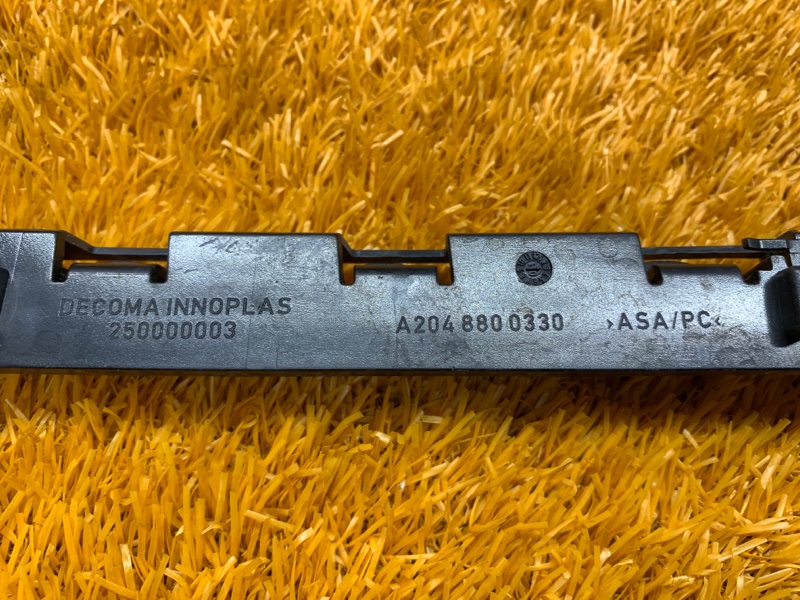 DECOMA INNOPLAS
250000003
A204 880 0330 >ASA/PC<